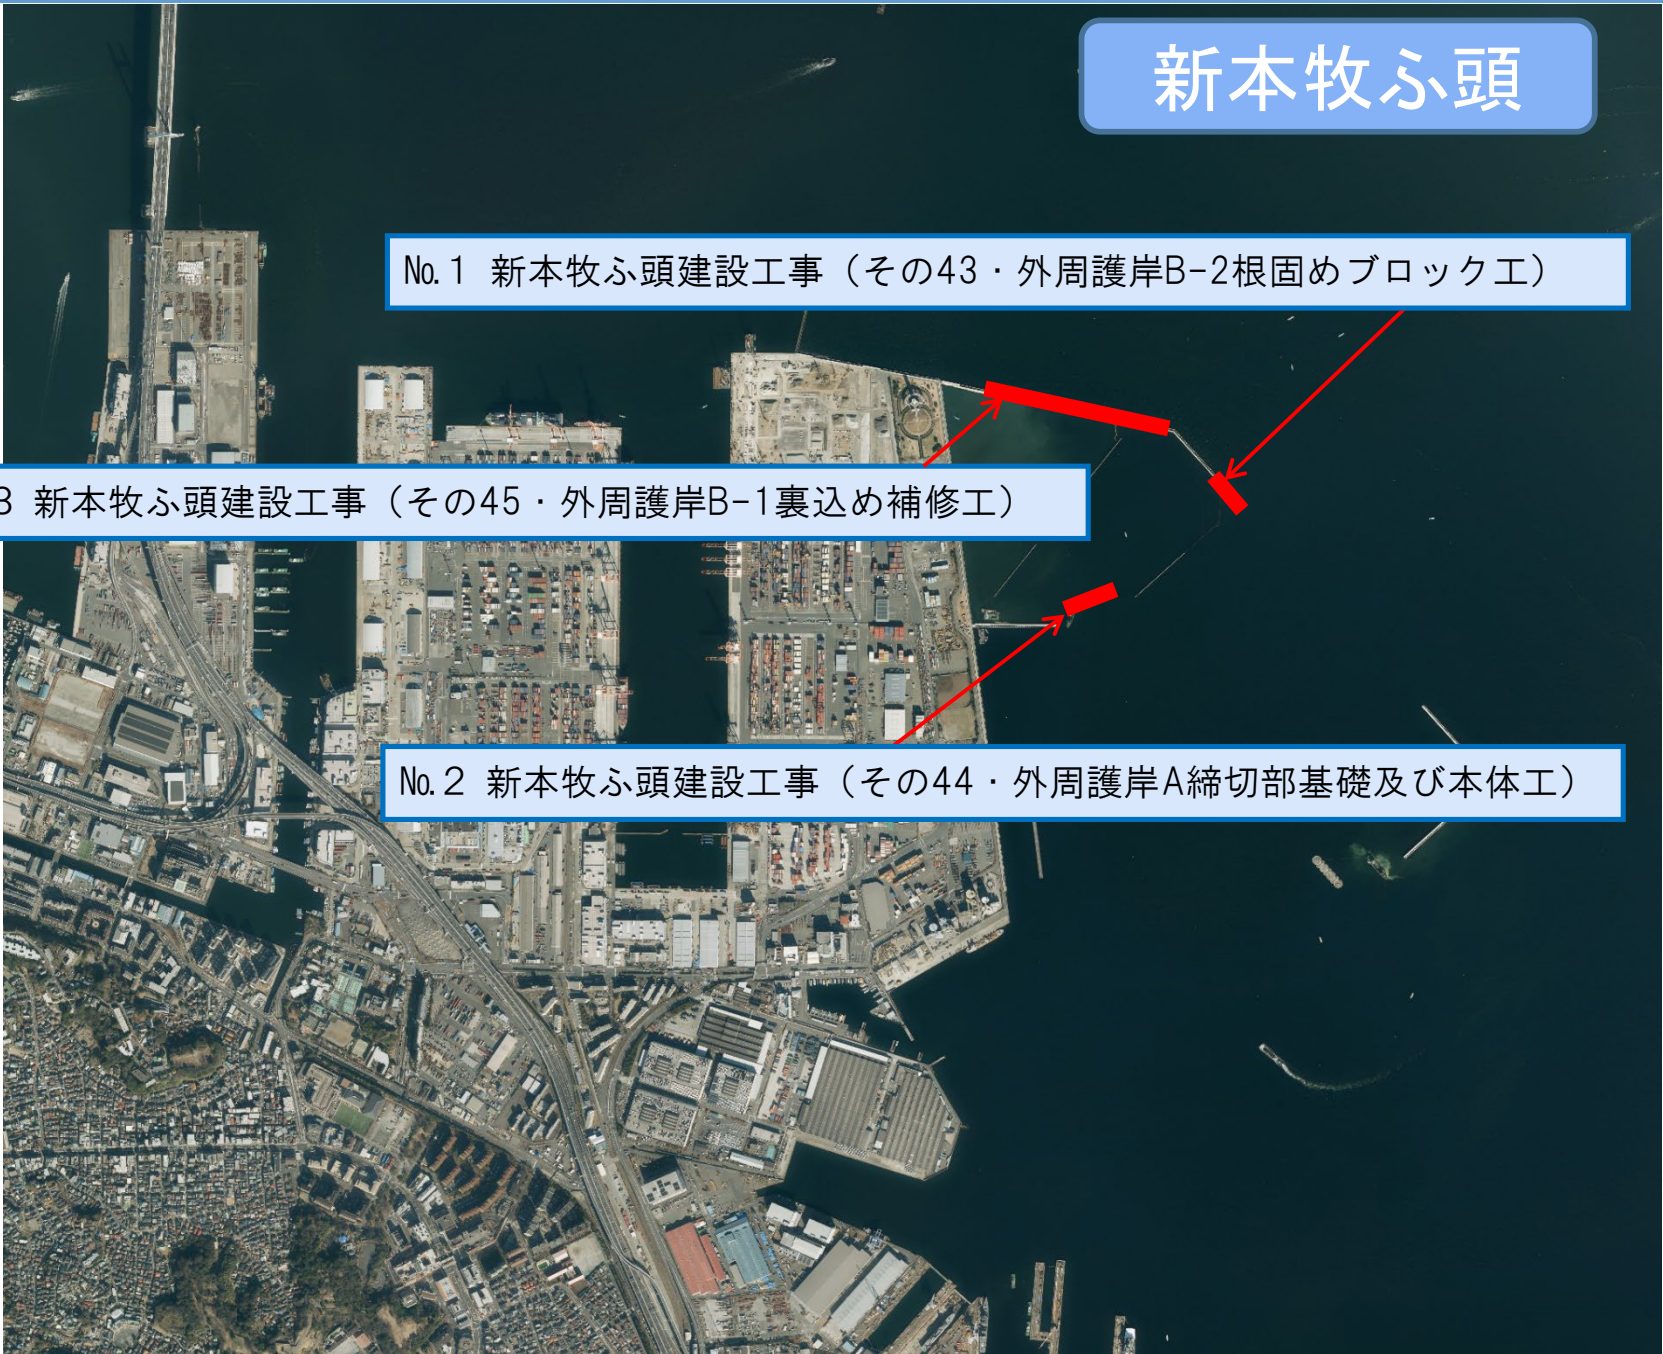 新本牧ふ頭
№1 新本牧ふ頭建設工事（その43・外周護岸B-2根固めブロック工）
3 新本牧ふ頭建設工事（その45・外周護岸B-1裏込め補修工）
№2 新本牧ふ頭建設工事（その44・外周護岸A締切部基礎及び本体工）